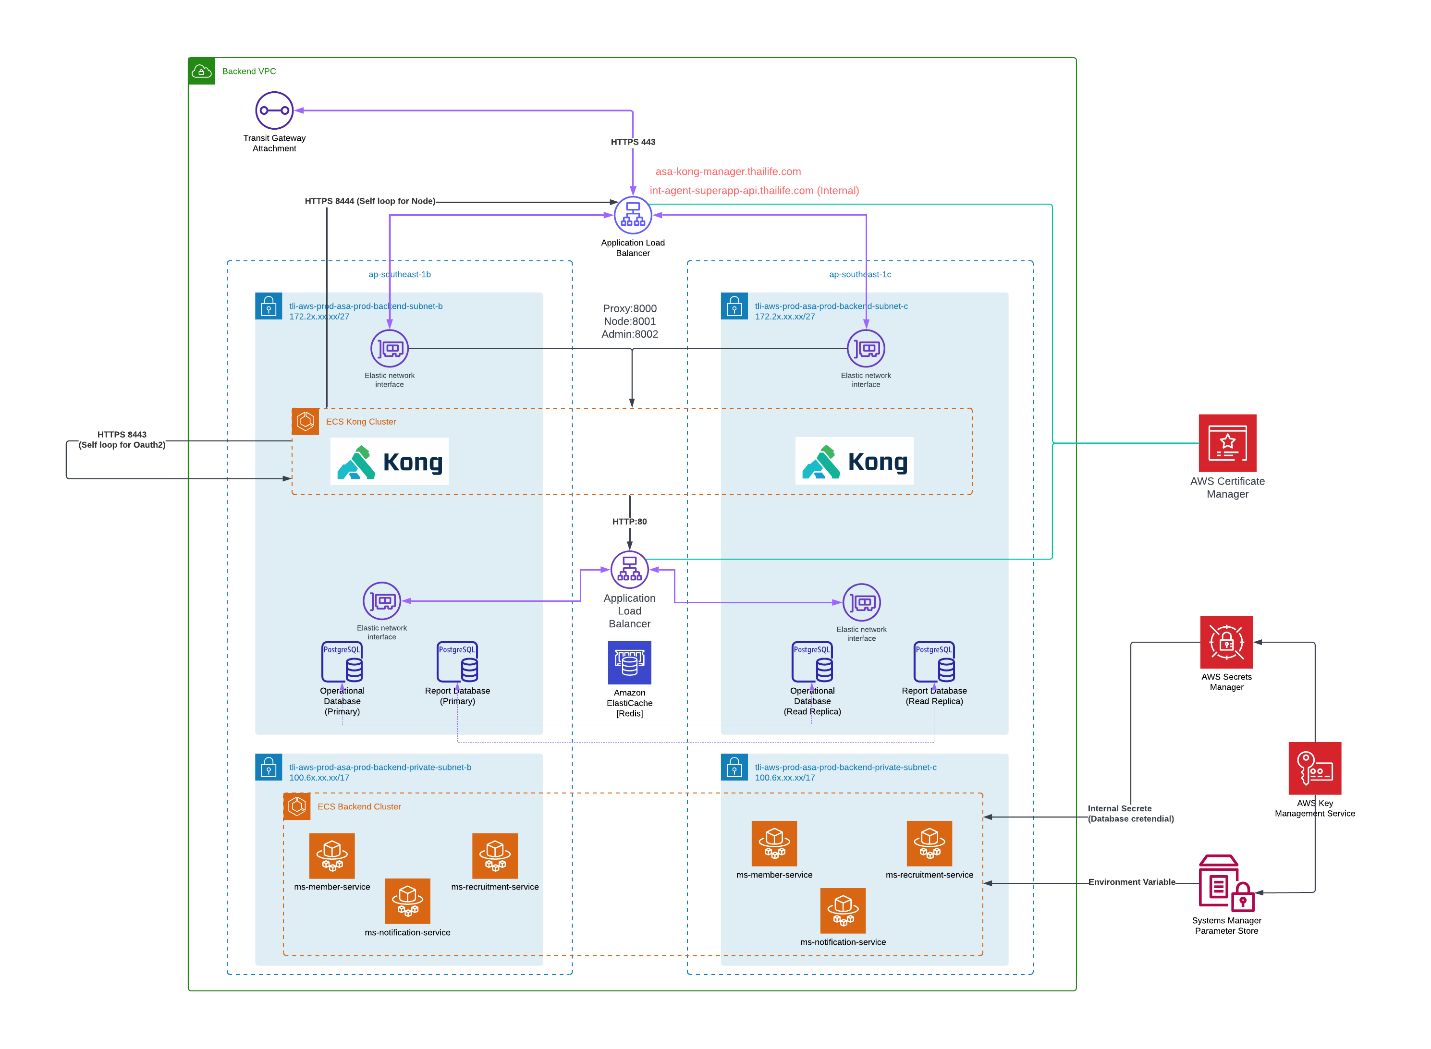 Backend VPC
Transit Gateway
Attachment
HTTPS 443
asa-kong-manager.thailife.com
int-agent-superapp-api.thailife.com (Internal)
HTTPS 8444 (Self loop for Node)
Application Load
Balancer
ap-southeast-1b
ap-southeast-1c
tli-aws-prod-asa-prod-backend-subnet-b
172.2x.xx.xx/27
Proxy:8000
Node:8001
Admin:8002
tli-aws-prod-asa-prod-backend-subnet-c
172.2x.xx.xx/27
Elastic network
interface
Elastic network
interface
ECS Kong Cluster
HTTPS 8443
(Self loop for Oauth2)
Kong
Kong
AWS Certificate
Manager
HTTP:80
Application
Load
Balancer
Elastic network
interface
Elastic network
interface
PostgreSQL
PostgreSQL
PostgreSQL
PostgreSQL
Operational
Database
(Primary)
Report Database
(Primary)
Amazon
ElastiCache
[Redis]
Operational
Database
(Read Replica)
Report Database
(Read Replica)
AWS Secrets
Manager
tli-aws-prod-asa-prod-backend-private-subnet-b
100.6x.xx.xx/17
tli-aws-prod-asa-prod-backend-private-subnet-c
100.6x.xx.xx/17
ECS Backend Cluster
AWS Key
Management Service
Internal Secrete
(Database cretendial)
ms-member-service
ms-recruitment-service
ms-notification-service
ms-member-service
ms-recruitment-service
ms-notification-service
Environment Variable
Systems Manager
Parameter Store